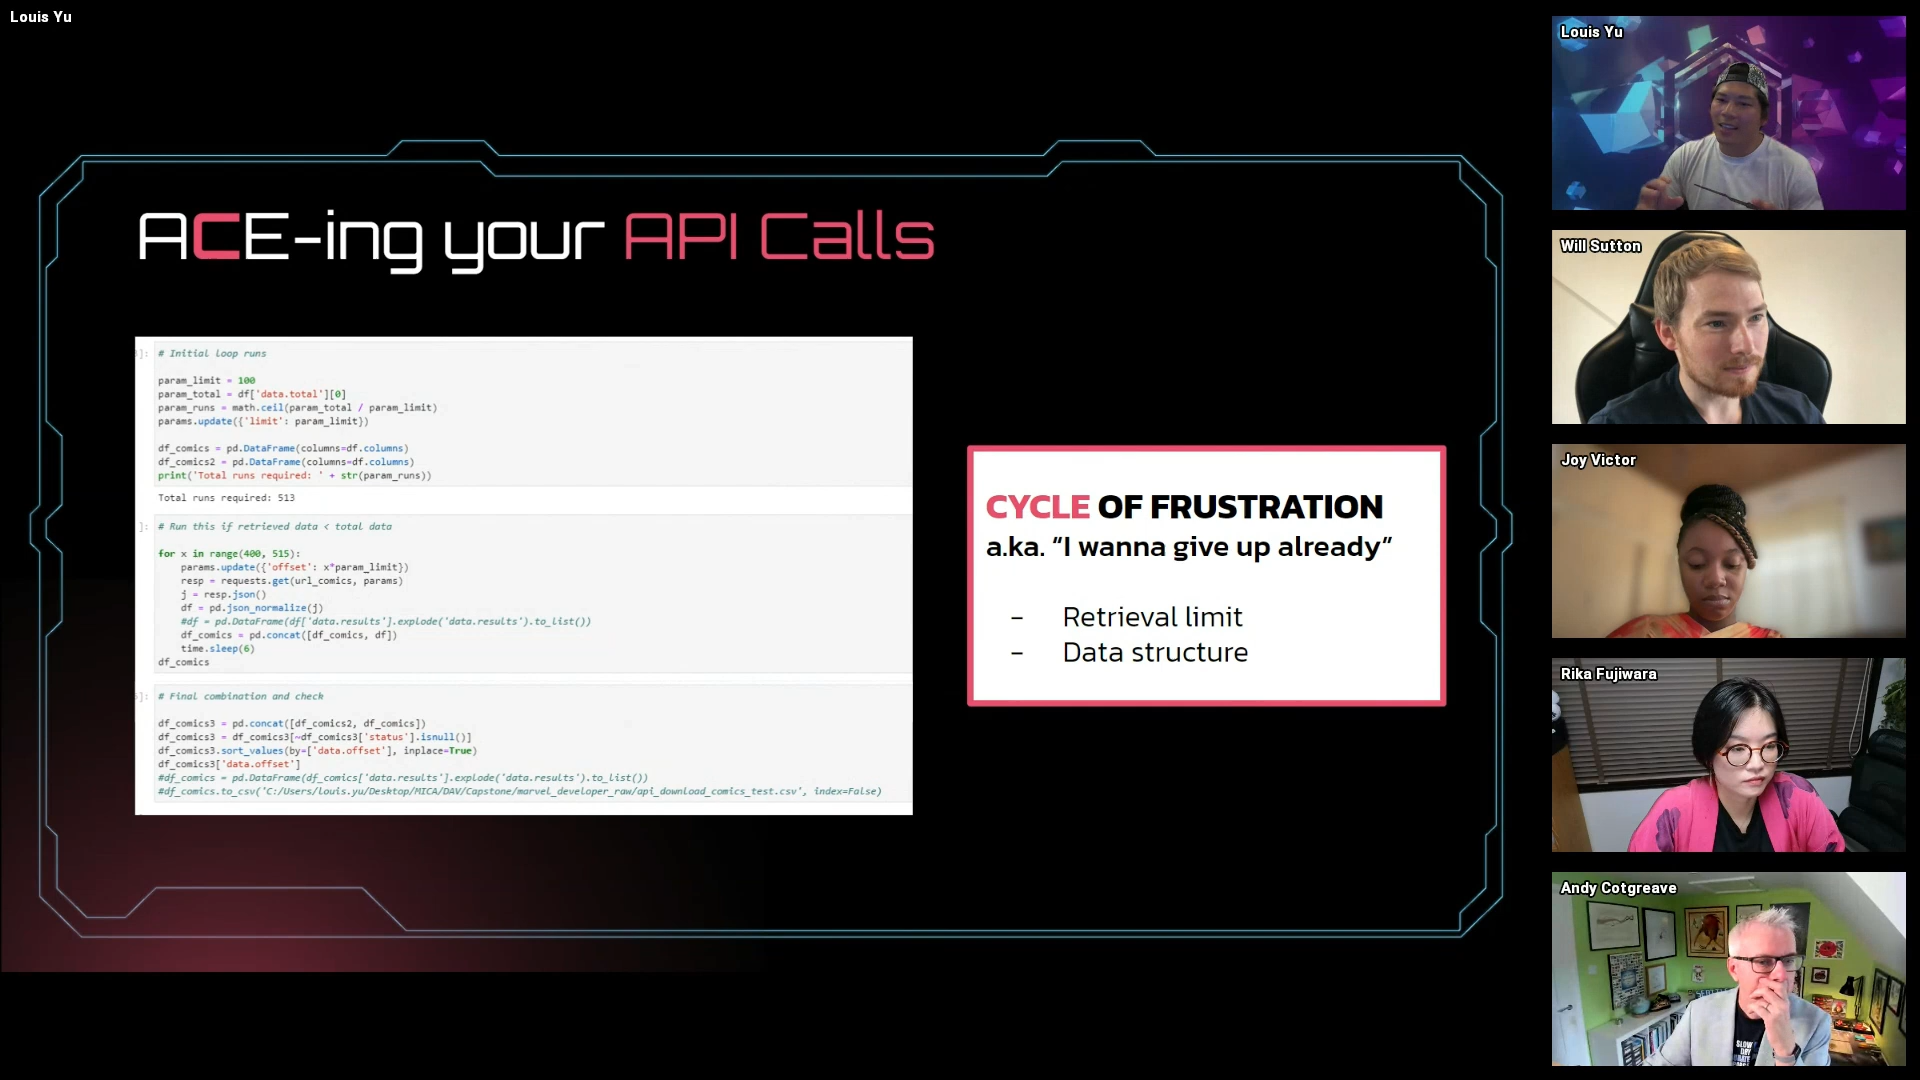 Louis Yu
ACE-ing your API Calls
# Initial loop runs
param_limit = 100
param_total = df['data.total'][0]
param_runs = math.ceil(param_total / param_limit)
params.update({'limit': param_limit})
df_comics = pd.DataFrame(columns=df.columns)
df_comics2 = pd.DataFrame(columns=df.columns)
print('Total runs required: ' + str(param_runs))
Total runs required: 513
# Run this if retrieved data < total data
for x in range(400, 515):
params.update({'offset': x*param_limit})
resp = requests.get(url_comics, params)
j = resp.json()
df = pd.json_normalize(j)
#df = pd.DataFrame(df['data.results'].explode('data.results').to_list())
df_comics = pd.concat([df_comics, df])
time.sleep(6)
df_comics
# Final combination and check
df_comics3 = pd.concat([df_comics2, df_comics])
df_comics3 = df_comics3[~df_comics3['status'].isnull()]
df_comics3.sort_values(by=['data.offset'], inplace=True)
df_comics3['data.offset']
#df_comics = pd.DataFrame(df_comics['data.results'].explode('data.results').to_list())
#df_comics.to_csv('C:/Users/louis.yu/Desktop/MICA/DAV/Capstone/marvel_developer_raw/api_download_comics_test.csv', index=False)
CYCLE OF FRUSTRATION
a.ka. “I wanna give up already”
- Retrieval limit
- Data structure
Louis Yu
Will Sutton
Joy Victor
Rika Fujiwara
Andy Cotgreave